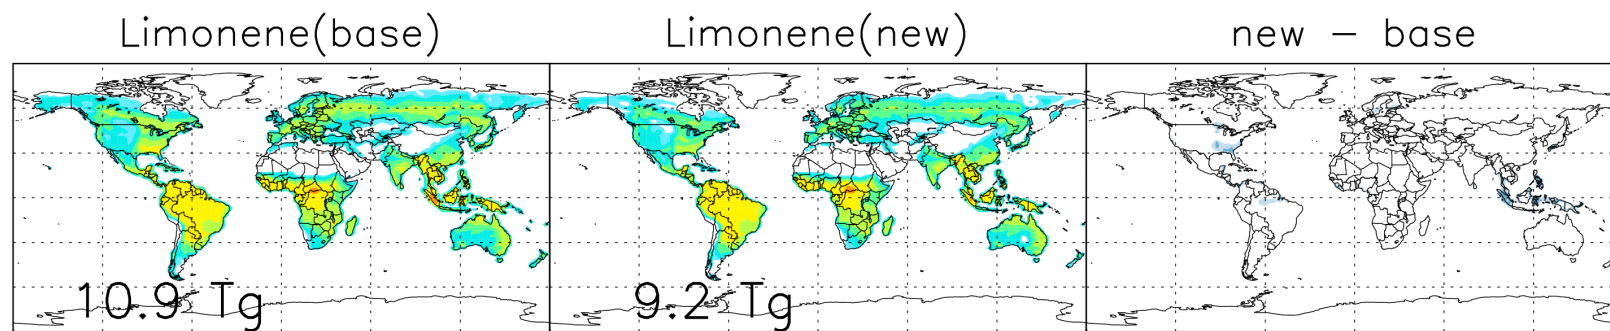 Limonene(base)
Limonene(new)
new − base
10.9 Tg
9.2 Tg